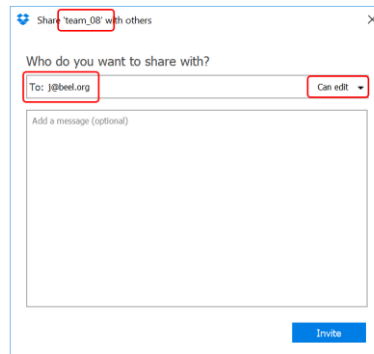 Share 'team_08' with others
Who do you want to share with?
To: j@beel.org Can edit
Add a message (optional)
Invite